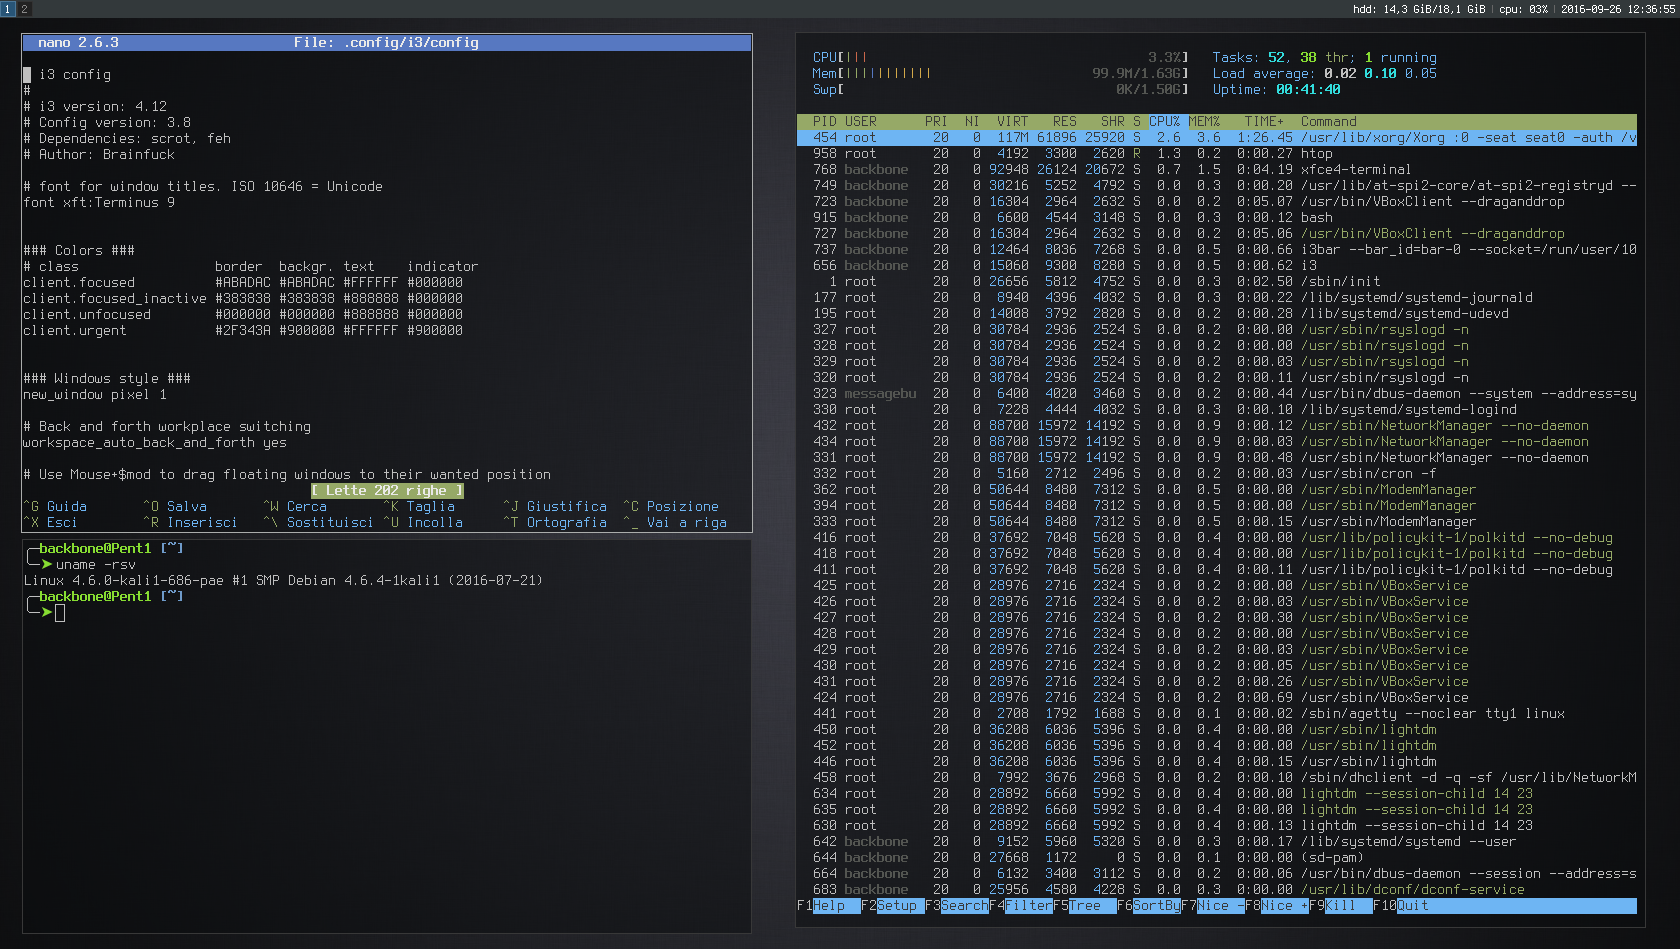 1 2
hdd: 14,3 GiB/18,1 GiB | cpu: 03% | 2016-09-26 12:36:55
nano 2.6.3 File: .config/i3/config
i3 config
#
# i3 version: 4.12
# Config version: 3.8
# Dependencies: scrot, feh
# Author: Brainfuck
# font for window titles. ISO 10646 = Unicode
font xft:Terminus 9
### Colors ###
# class border backgr. text indicator
client.focused #ABADAC #ABADAC #FFFFFF #000000
client.focused_inactive #383838 #383838 #888888 #000000
client.unfocused #000000 #000000 #888888 #000000
client.urgent #2F343A #900000 #FFFFFF #900000
### Windows style ###
new_window pixel 1
# Back and forth workplace switching
workspace_auto_back_and_forth yes
# Use Mouse+$mod to drag floating windows to their wanted position
[ Lette 202 righe ]
^G Guida ^O Salva ^W Cerca ^K Taglia ^J Giustifica ^C Posizione
^X Esci ^R Inserisci ^\ Sostituisci ^U Incolla ^T Ortografia ^_ Vai a riga
backbone@Pent1 [~]
➤ uname -rsv
Linux 4.6.0-kali1-686-pae #1 SMP Debian 4.6.4-1kali1 (2016-07-21)
backbone@Pent1 [~]
➤
CPU[||| 3.3%] Tasks: 52, 38 thr; 1 running
Mem[||||||||||| 99.9M/1.63G] Load average: 0.02 0.10 0.05
Swp[ 0K/1.50G] Uptime: 00:41:40
PID USER PRI NI VIRT RES SHR S CPU% MEM% TIME+ Command
454 root 20 0 117M 61896 25920 S 2.6 3.6 1:26.45 /usr/lib/xorg/Xorg :0 -seat seat0 -auth /v
958 root 20 0 4192 3300 2620 R 1.3 0.2 0:00.27 htop
768 backbone 20 0 92948 26124 20672 S 0.7 1.5 0:04.19 xfce4-terminal
749 backbone 20 0 30216 5252 4792 S 0.0 0.3 0:00.20 /usr/lib/at-spi2-core/at-spi2-registryd --
723 backbone 20 0 16304 2964 2632 S 0.0 0.2 0:05.07 /usr/bin/VBoxClient --draganddrop
915 backbone 20 0 6600 4544 3148 S 0.0 0.3 0:00.12 bash
727 backbone 20 0 16304 2964 2632 S 0.0 0.2 0:05.06 /usr/bin/VBoxClient --draganddrop
737 backbone 20 0 12464 8036 7268 S 0.0 0.5 0:00.66 i3bar --bar_id=bar-0 --socket=/run/user/10
656 backbone 20 0 15060 9300 8280 S 0.0 0.5 0:00.62 i3
1 root 20 0 26656 5812 4752 S 0.0 0.3 0:02.50 /sbin/init
177 root 20 0 8940 4396 4032 S 0.0 0.3 0:00.22 /lib/systemd/systemd-journald
195 root 20 0 14008 3792 2820 S 0.0 0.2 0:00.28 /lib/systemd/systemd-udevd
327 root 20 0 30784 2936 2524 S 0.0 0.2 0:00.00 /usr/sbin/rsyslogd -n
328 root 20 0 30784 2936 2524 S 0.0 0.2 0:00.00 /usr/sbin/rsyslogd -n
329 root 20 0 30784 2936 2524 S 0.0 0.2 0:00.03 /usr/sbin/rsyslogd -n
320 root 20 0 30784 2936 2524 S 0.0 0.2 0:00.11 /usr/sbin/rsyslogd -n
323 messagebu 20 0 6400 4020 3460 S 0.0 0.2 0:00.44 /usr/bin/dbus-daemon --system --address=sy
330 root 20 0 7228 4444 4032 S 0.0 0.3 0:00.10 /lib/systemd/systemd-logind
432 root 20 0 88700 15972 14192 S 0.0 0.9 0:00.12 /usr/sbin/NetworkManager --no-daemon
434 root 20 0 88700 15972 14192 S 0.0 0.9 0:00.03 /usr/sbin/NetworkManager --no-daemon
331 root 20 0 88700 15972 14192 S 0.0 0.9 0:00.48 /usr/sbin/NetworkManager --no-daemon
332 root 20 0 5160 2712 2496 S 0.0 0.2 0:00.03 /usr/sbin/cron -f
362 root 20 0 50644 8480 7312 S 0.0 0.5 0:00.00 /usr/sbin/ModemManager
394 root 20 0 50644 8480 7312 S 0.0 0.5 0:00.03 /usr/sbin/ModemManager
333 root 20 0 50644 8480 7312 S 0.0 0.5 0:00.15 /usr/sbin/ModemManager
416 root 20 0 37692 7048 5620 S 0.0 0.4 0:00.00 /usr/lib/policykit-1/polkitd --no-debug
418 root 20 0 37692 7048 5620 S 0.0 0.4 0:00.03 /usr/lib/policykit-1/polkitd --no-debug
411 root 20 0 37692 7048 5620 S 0.0 0.4 0:00.11 /usr/lib/policykit-1/polkitd --no-debug
425 root 20 0 28976 2716 2324 S 0.0 0.2 0:00.00 /usr/sbin/VBoxService
426 root 20 0 28976 2716 2324 S 0.0 0.2 0:00.03 /usr/sbin/VBoxService
427 root 20 0 28976 2716 2324 S 0.0 0.2 0:00.30 /usr/sbin/VBoxService
428 root 20 0 28976 2716 2324 S 0.0 0.2 0:00.00 /usr/sbin/VBoxService
429 root 20 0 28976 2716 2324 S 0.0 0.2 0:00.03 /usr/sbin/VBoxService
430 root 20 0 28976 2716 2324 S 0.0 0.2 0:00.05 /usr/sbin/VBoxService
431 root 20 0 28976 2716 2324 S 0.0 0.2 0:00.26 /usr/sbin/VBoxService
424 root 20 0 28976 2716 2324 S 0.0 0.2 0:00.69 /usr/sbin/VBoxService
441 root 20 0 2708 1792 1688 S 0.0 0.1 0:00.02 /sbin/agetty --noclear tty1 linux
450 root 20 0 36208 6036 5396 S 0.0 0.4 0:00.00 /usr/sbin/lightdm
452 root 20 0 36208 6036 5396 S 0.0 0.4 0:00.00 /usr/sbin/lightdm
446 root 20 0 36208 6036 5396 S 0.0 0.4 0:00.15 /usr/sbin/lightdm
458 root 20 0 7992 3676 2968 S 0.0 0.2 0:00.10 /sbin/dhclient -d -q -sf /usr/lib/NetworkM
634 root 20 0 28892 6660 5992 S 0.0 0.4 0:00.00 lightdm --session-child 14 23
635 root 20 0 28892 6660 5992 S 0.0 0.4 0:00.00 lightdm --session-child 14 23
630 root 20 0 28892 6660 5992 S 0.0 0.4 0:00.13 lightdm --session-child 14 23
642 backbone 20 0 9152 5960 5320 S 0.0 0.3 0:00.17 /lib/systemd/systemd --user
644 backbone 20 0 27668 1172 0 S 0.0 0.1 0:00.00 (sd-pam)
664 backbone 20 0 6132 3400 3112 S 0.0 0.2 0:00.06 /usr/bin/dbus-daemon --session --address=s
683 backbone 20 0 25956 4580 4228 S 0.0 0.3 0:00.00 /usr/lib/dconf/dconf-service
F1Help F2Setup F3SearchF4FilterF5Tree F6SortByF7Nice -F8Nice +F9Kill F10Quit